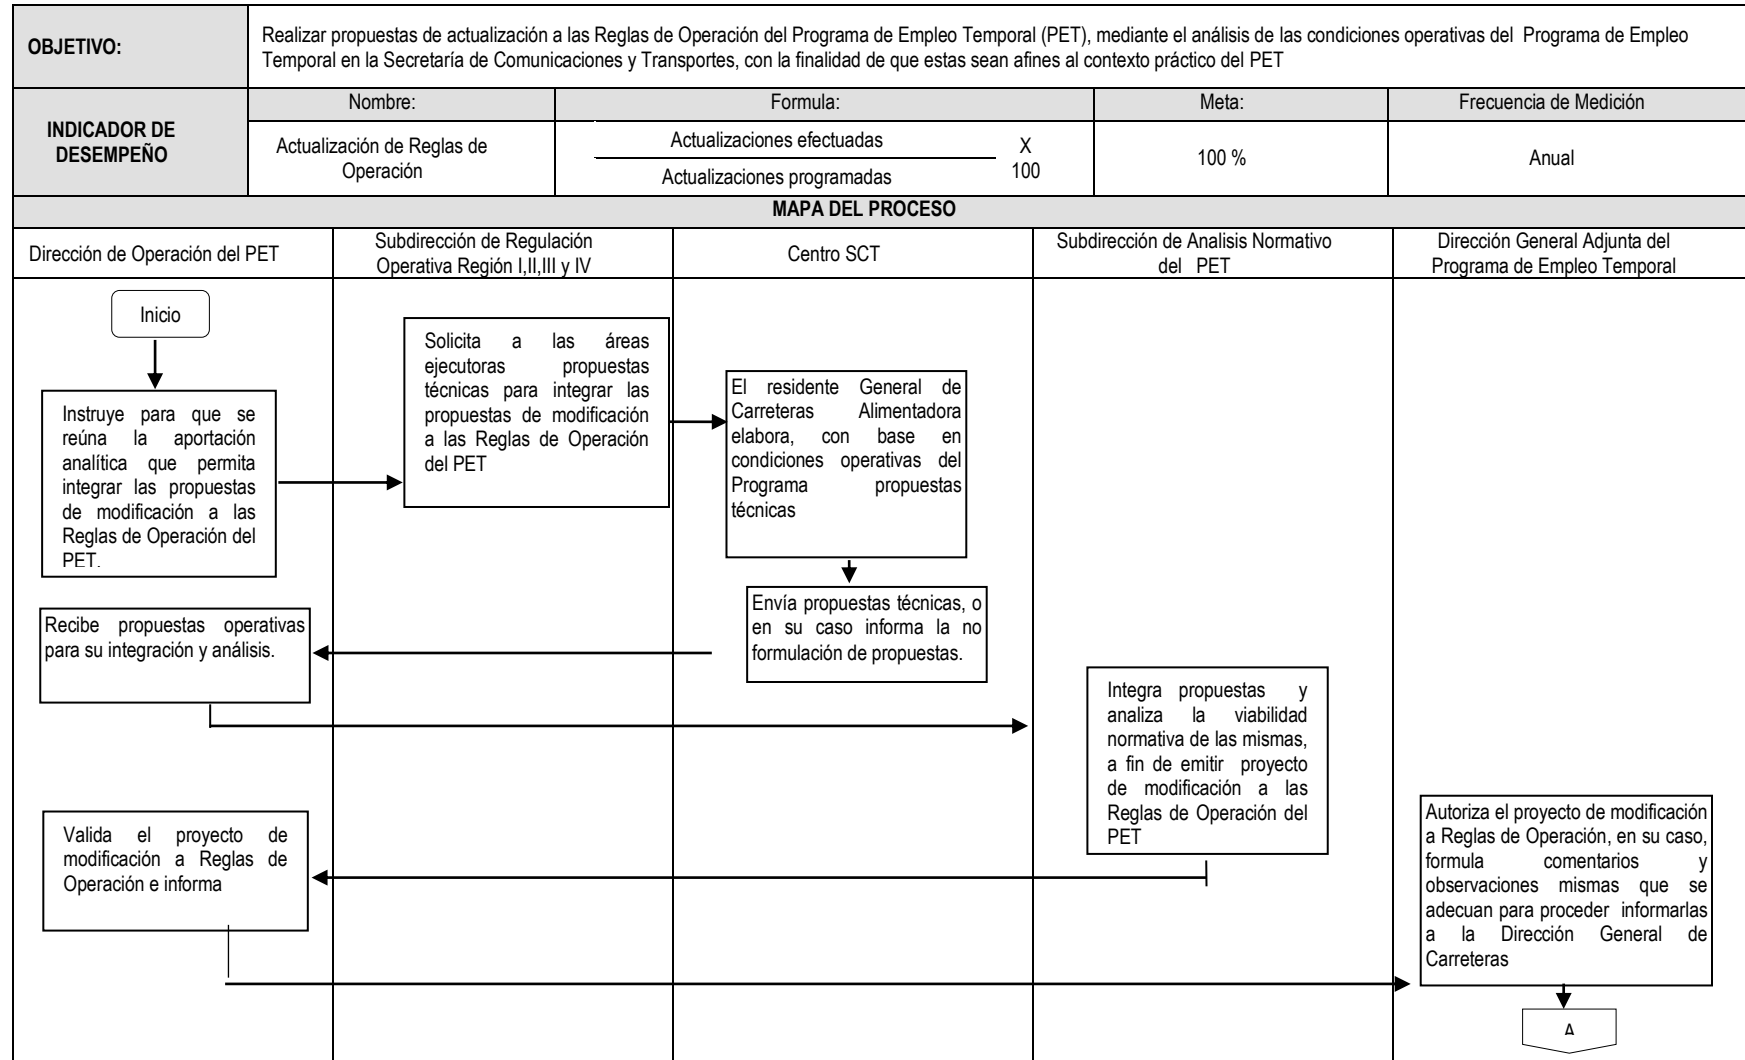 OBJETIVO:
Realizar propuestas de actualización a las Reglas de Operación del Programa de Empleo Temporal (PET), mediante el análisis de las condiciones operativas del Programa de Empleo
Temporal en la Secretaría de Comunicaciones y Transportes, con la finalidad de que estas sean afines al contexto práctico del PET
INDICADOR DE
DESEMPEÑO
Nombre:
Formula:
Meta:
Frecuencia de Medición
Actualización de Reglas de
Operación
Actualizaciones efectuadas
Actualizaciones programadas
X
100
100 %
Anual
MAPA DEL PROCESO
Dirección de Operación del PET
Subdirección de Regulación
Operativa Región I,II,III y IV
Centro SCT
Subdirección de Analisis Normativo
del PET
Dirección General Adjunta del
Programa de Empleo Temporal
Inicio
Instruye para que se
reúna la aportación
analítica que permita
integrar las propuestas
de modificación a las
Reglas de Operación del
PET.
Solicita a las áreas
ejecutoras propuestas
técnicas para integrar las
propuestas de modificación
a las Reglas de Operación
del PET
El residente General de
Carreteras Alimentadora
elabora, con base en
condiciones operativas del
Programa propuestas
técnicas
Envía propuestas técnicas, o
en su caso informa la no
formulación de propuestas.
Recibe propuestas operativas
para su integración y análisis.
Integra propuestas y
analiza la viabilidad
normativa de las mismas,
a fin de emitir proyecto
de modificación a las
Reglas de Operación del
PET
Valida el proyecto de
modificación a Reglas de
Operación e informa
Autoriza el proyecto de modificación
a Reglas de Operación, en su caso,
formula comentarios y
observaciones mismas que se
adecuan para proceder informarlas
a la Dirección General de
Carreteras
A